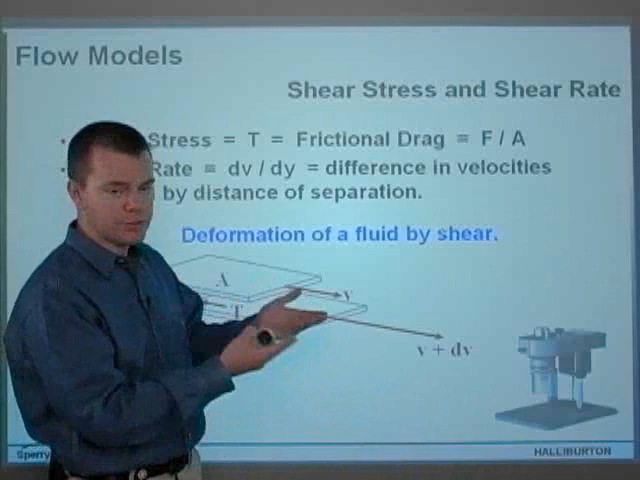 Flow Models
Shear Stress and Shear Rate
• Stress = T = Frictional Drag = F / A
• Rate = dv / dy = difference in velocities
by distance of separation.
Deformation of a fluid by shear.
A
v
T
v + dv
Sperry
HALLIBURTON